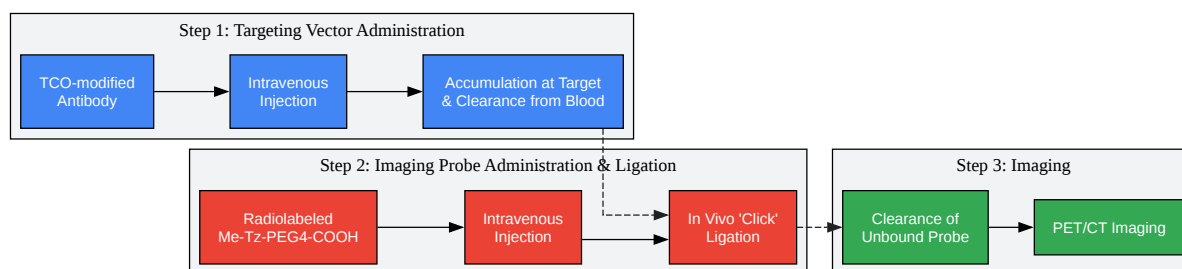 Step 1: Targeting Vector Administration
TCO-modified
Antibody
Intravenous
Injection
Accumulation at Target
& Clearance from Blood
Step 2: Imaging Probe Administration & Ligation
Radiolabeled
Me-Tz-PEG4-COOH
Intravenous
Injection
In Vivo 'Click'
Ligation
Step 3: Imaging
Clearance of
Unbound Probe
PET/CT Imaging